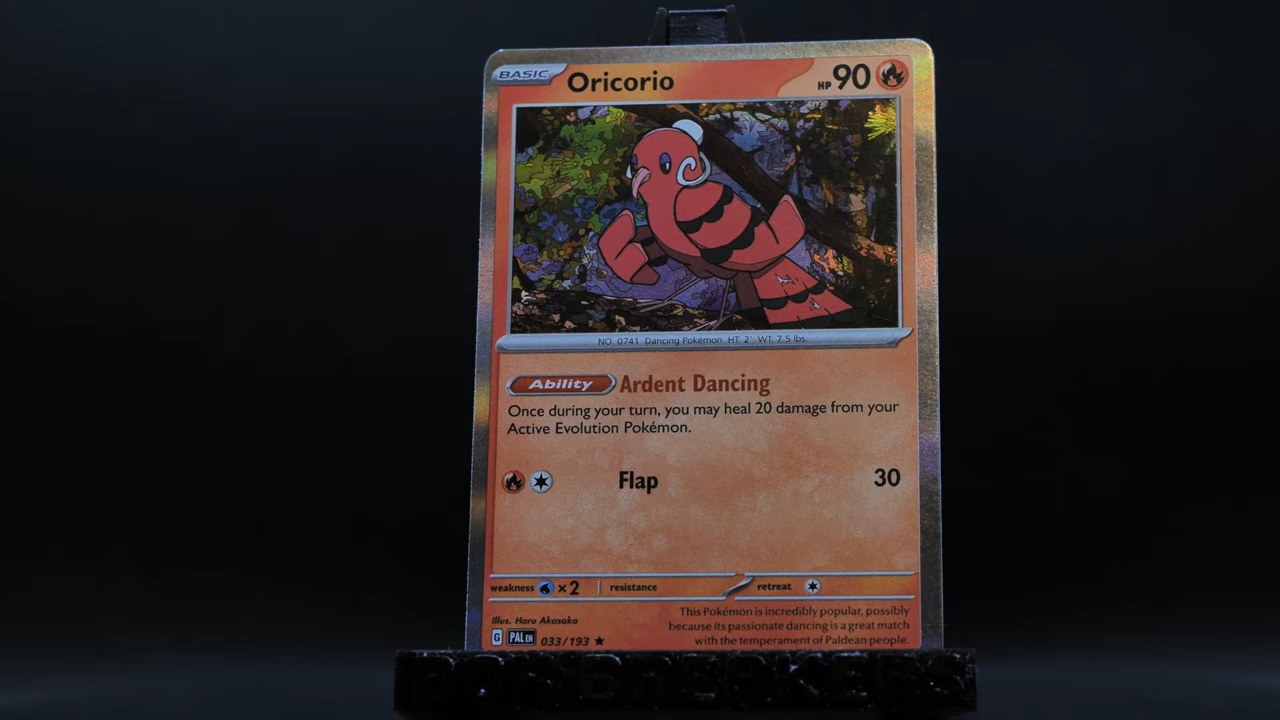 BASIC Oricorio HP 90
NO. 0741 Dancing Pokémon HT: 2' WT: 7.5 lbs.
Ability Ardent Dancing
Once during your turn, you may heal 20 damage from your
Active Evolution Pokémon.
Flap 30
weakness ×2 resistance retreat
Illus. Haru Akasaka
G PAL EN 033/193
This Pokémon is incredibly popular, possibly
because its passionate dancing is a great match
with the temperament of Paldean people.